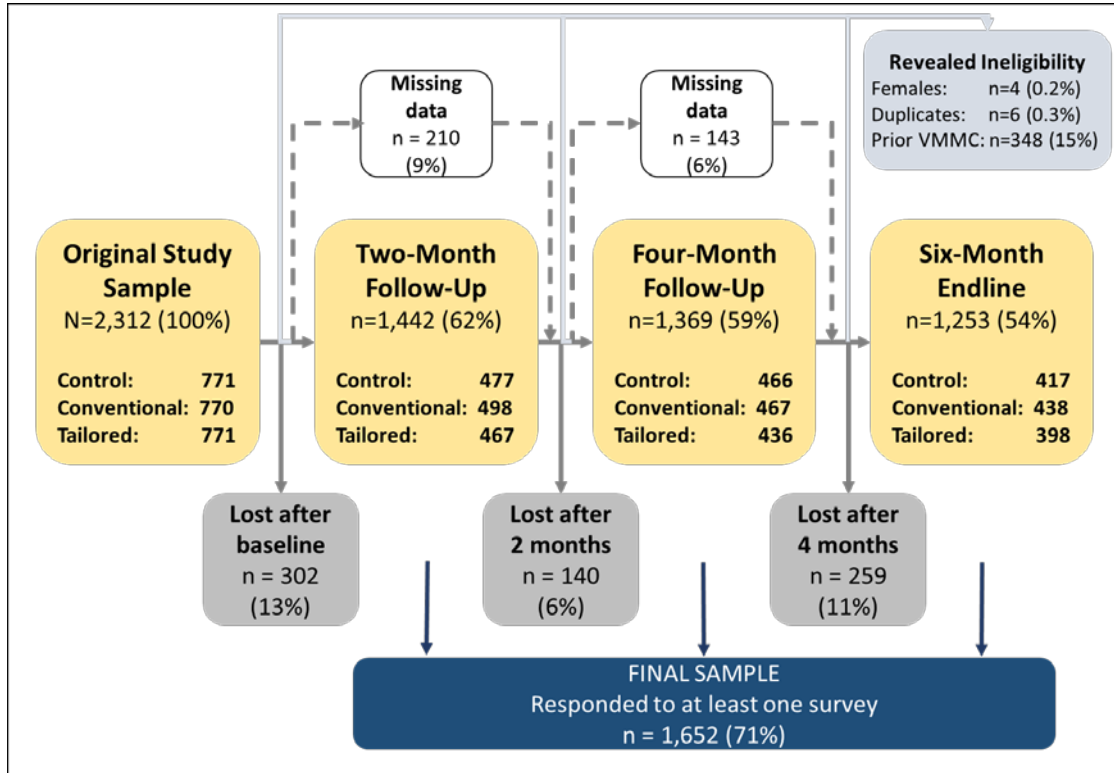 Revealed Ineligibility
Females: n=4 (0.2%)
Duplicates: n=6 (0.3%)
Prior VMMC: n=348 (15%)
Missing
data
n = 210
(9%)
Missing
data
n = 143
(6%)
Original Study
Sample
N=2,312 (100%)
Control: 771
Conventional: 770
Tailored: 771
Two-Month
Follow-Up
n=1,442 (62%)
Control: 477
Conventional: 498
Tailored: 467
Four-Month
Follow-Up
n=1,369 (59%)
Control: 466
Conventional: 467
Tailored: 436
Six-Month
Endline
n=1,253 (54%)
Control: 417
Conventional: 438
Tailored: 398
Lost after
baseline
n = 302
(13%)
Lost after
2 months
n = 140
(6%)
Lost after
4 months
n = 259
(11%)
FINAL SAMPLE
Responded to at least one survey
n = 1,652 (71%)